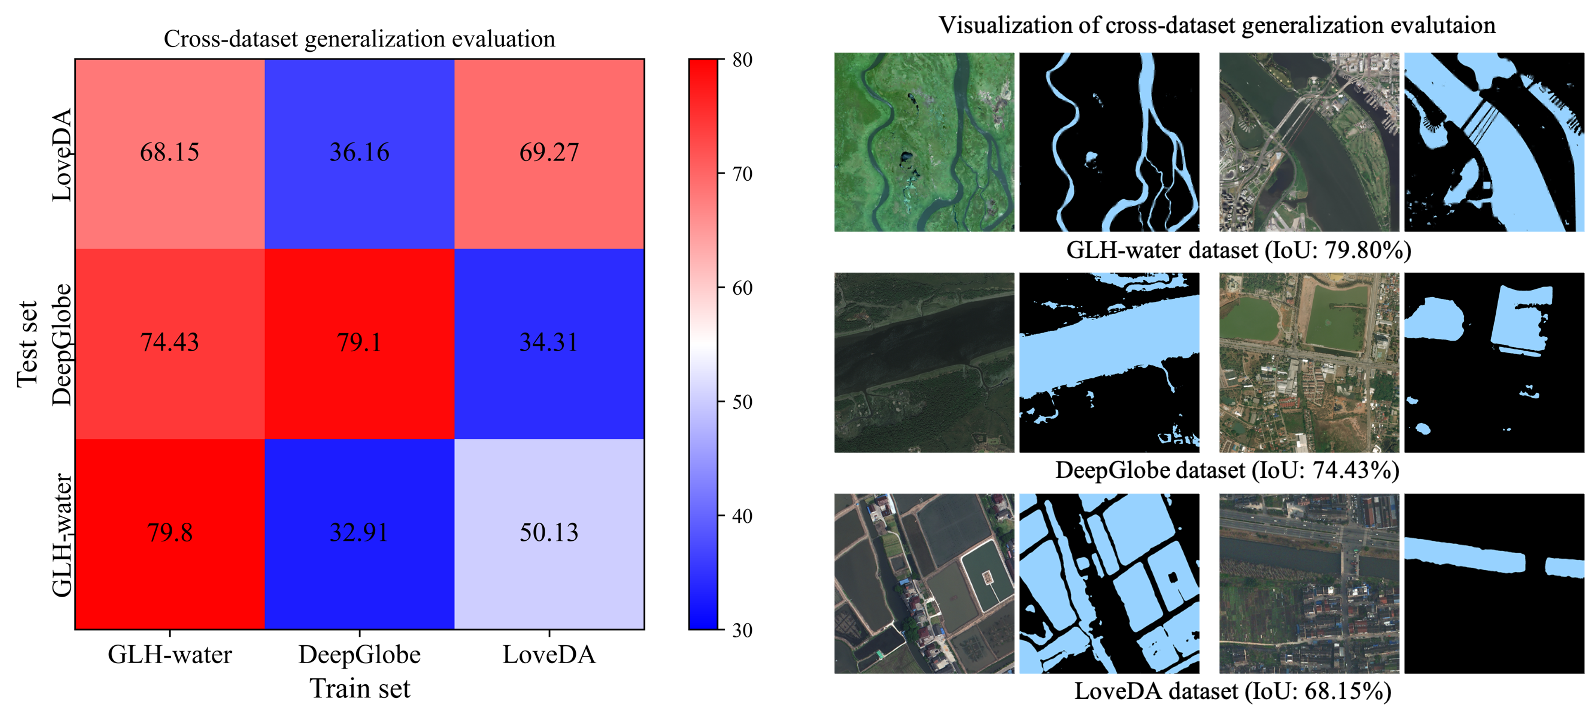 Cross-dataset generalization evaluation
80
70
60
50
40
30
Test set
LoveDA
DeepGlobe
GLH-water
68.15
36.16
69.27
74.43
79.1
34.31
79.8
32.91
50.13
GLH-water
DeepGlobe
LoveDA
Train set
Visualization of cross-dataset generalization evalutaion
GLH-water dataset (IoU: 79.80%)
DeepGlobe dataset (IoU: 74.43%)
LoveDA dataset (IoU: 68.15%)